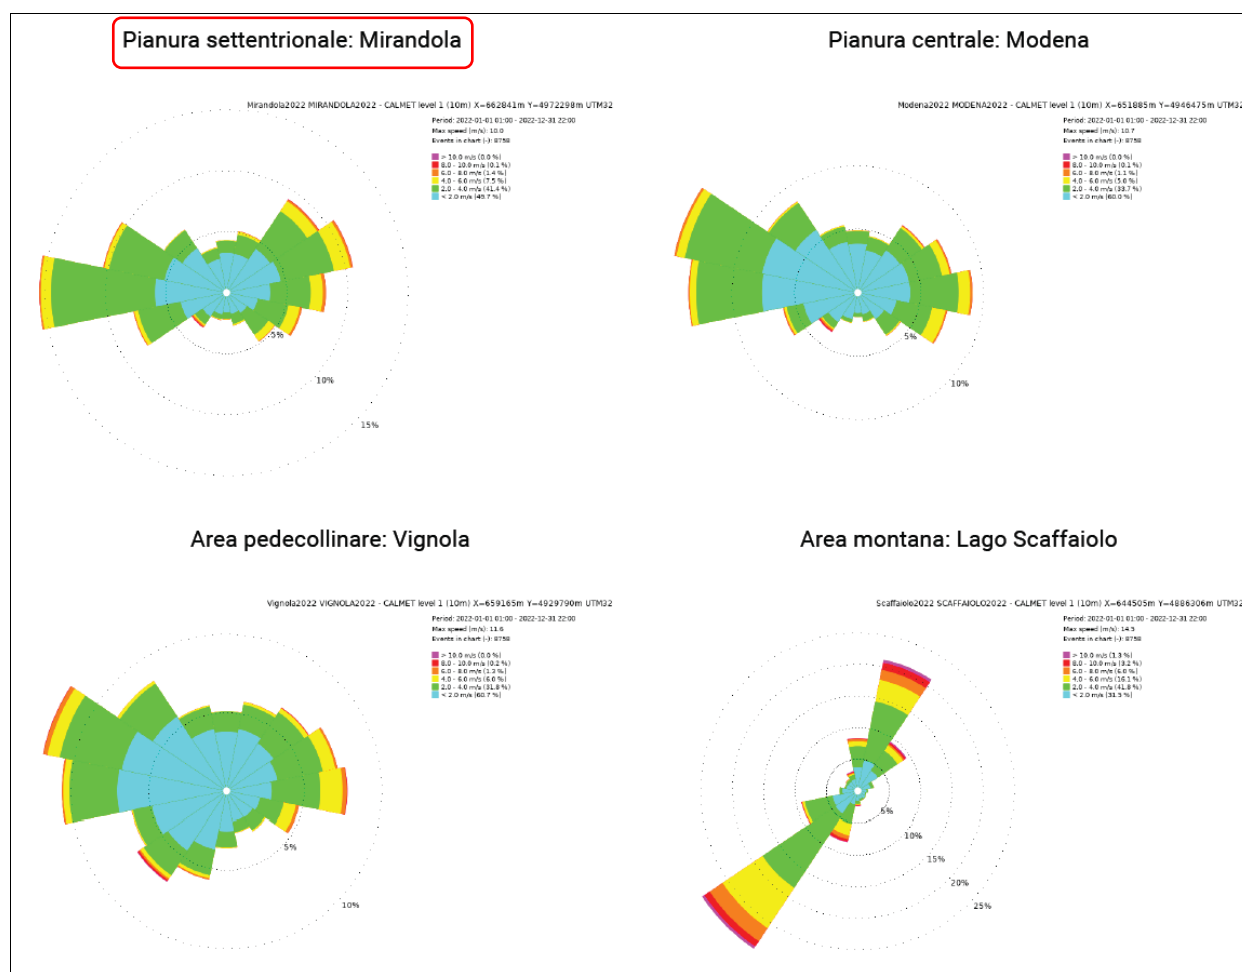 Pianura settentrionale: Mirandola
Mirandola2022 MIRANDOLA2022 - CALMET level 1 (10m) X=662841m Y=4972298m UTM32
Period: 2022-01-01 01:00 - 2022-12-31 22:00
Max speed (m/s): 10.0
Events in chart (-): 8758
> 10.0 m/s (0.0 %)
8.0 - 10.0 m/s (0.1 %)
6.0 - 8.0 m/s (1.4 %)
4.0 - 6.0 m/s (7.5 %)
2.0 - 4.0 m/s (41.4 %)
< 2.0 m/s (49.7 %)
5%
10%
15%
Pianura centrale: Modena
Modena2022 MODENA2022 - CALMET level 1 (10m) X=651885m Y=4946475m UTM32
Period: 2022-01-01 01:00 - 2022-12-31 22:00
Max speed (m/s): 10.7
Events in chart (-): 8758
> 10.0 m/s (0.0 %)
8.0 - 10.0 m/s (0.1 %)
6.0 - 8.0 m/s (1.1 %)
4.0 - 6.0 m/s (5.0 %)
2.0 - 4.0 m/s (33.7 %)
< 2.0 m/s (60.0 %)
5%
10%
Area pedecollinare: Vignola
Vignola2022 VIGNOLA2022 - CALMET level 1 (10m) X=659165m Y=4929790m UTM32
Period: 2022-01-01 01:00 - 2022-12-31 22:00
Max speed (m/s): 11.6
Events in chart (-): 8758
> 10.0 m/s (0.0 %)
8.0 - 10.0 m/s (0.2 %)
6.0 - 8.0 m/s (1.3 %)
4.0 - 6.0 m/s (6.0 %)
2.0 - 4.0 m/s (31.8 %)
< 2.0 m/s (60.7 %)
5%
10%
Area montana: Lago Scaffaiolo
Scaffaiolo2022 SCAFFAIOLO2022 - CALMET level 1 (10m) X=644505m Y=4886306m UTM32
Period: 2022-01-01 01:00 - 2022-12-31 22:00
Max speed (m/s): 14.5
Events in chart (-): 8758
> 10.0 m/s (1.3 %)
8.0 - 10.0 m/s (3.2 %)
6.0 - 8.0 m/s (6.0 %)
4.0 - 6.0 m/s (16.1 %)
2.0 - 4.0 m/s (41.8 %)
< 2.0 m/s (31.5 %)
5%
10%
15%
20%
25%